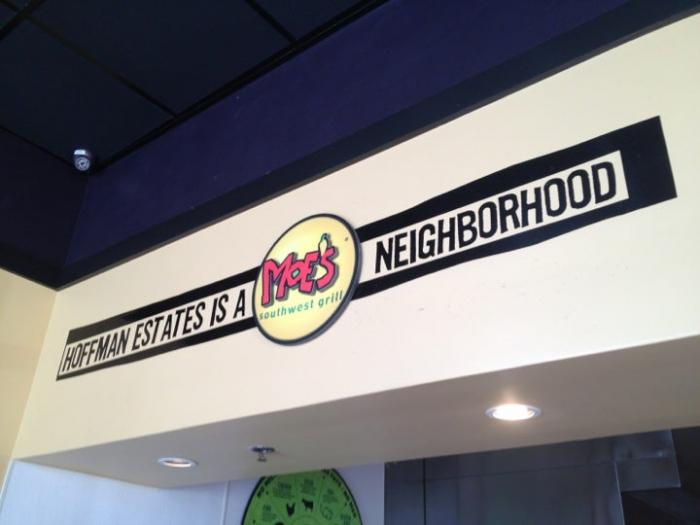 HOFFMAN ESTATES IS A MOE'S NEIGHBORHOOD
southwest grill